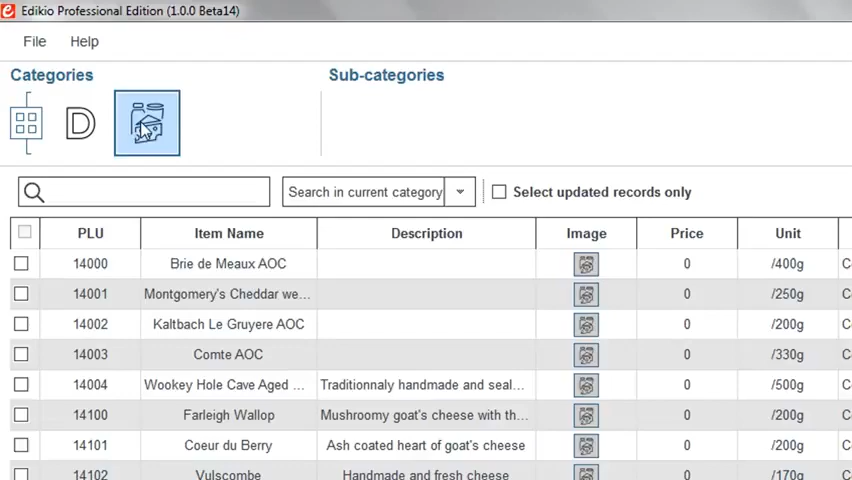 Edikio Professional Edition (1.0.0 Beta14)
File Help
Categories Sub-categories
D
Search in current category Select updated records only
PLU Item Name Description Image Price Unit
14000 Brie de Meaux AOC 0 /400g
14001 Montgomery's Cheddar we... 0 /250g
14002 Kaltbach Le Gruyere AOC 0 /200g
14003 Comte AOC 0 /330g
14004 Wookey Hole Cave Aged ... Traditionnaly handmade and seal... 0 /500g
14100 Farleigh Wallop Mushroomy goat's cheese with th... 0 /200g
14101 Coeur du Berry Ash coated heart of goat's cheese 0 /200g
14102 Vulscombe Handmade and fresh cheese 0 /170g